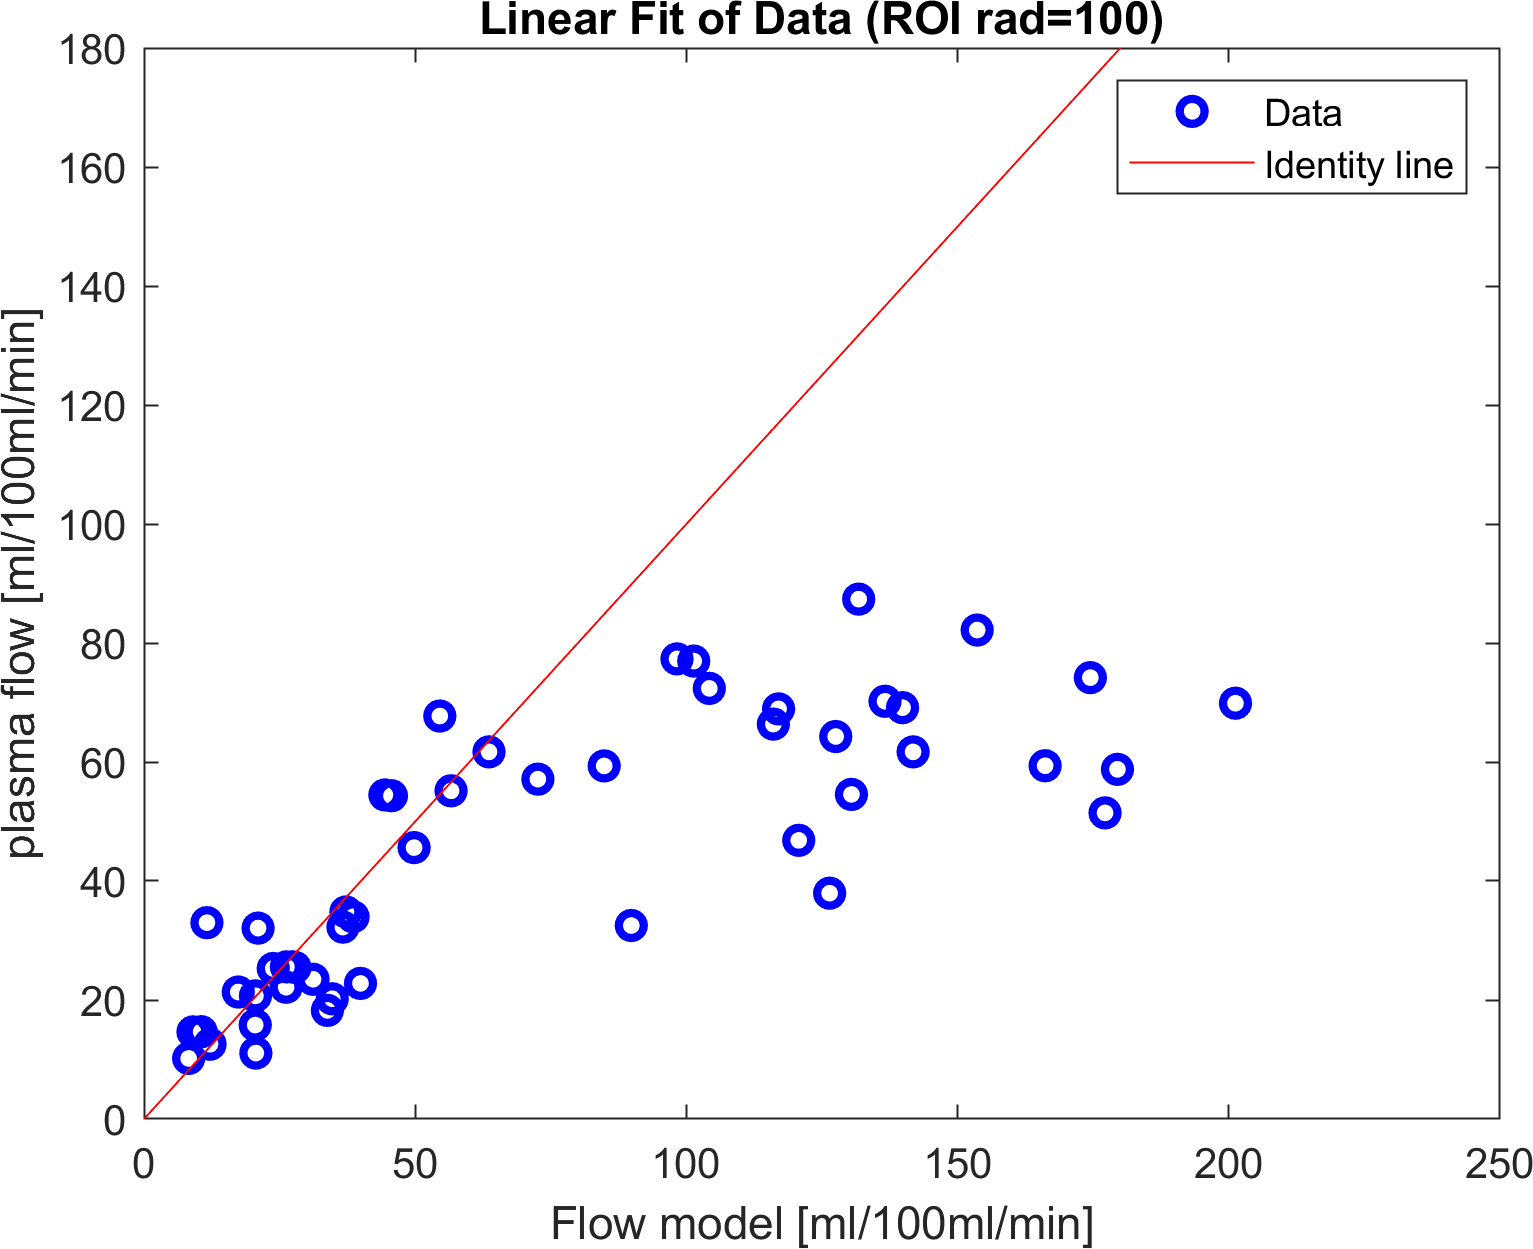 Linear Fit of Data (ROI rad=100)
180
160
140
120
100
80
60
40
20
0
plasma flow [ml/100ml/min]
Data
Identity line
0 50 100 150 200 250
Flow model [ml/100ml/min]